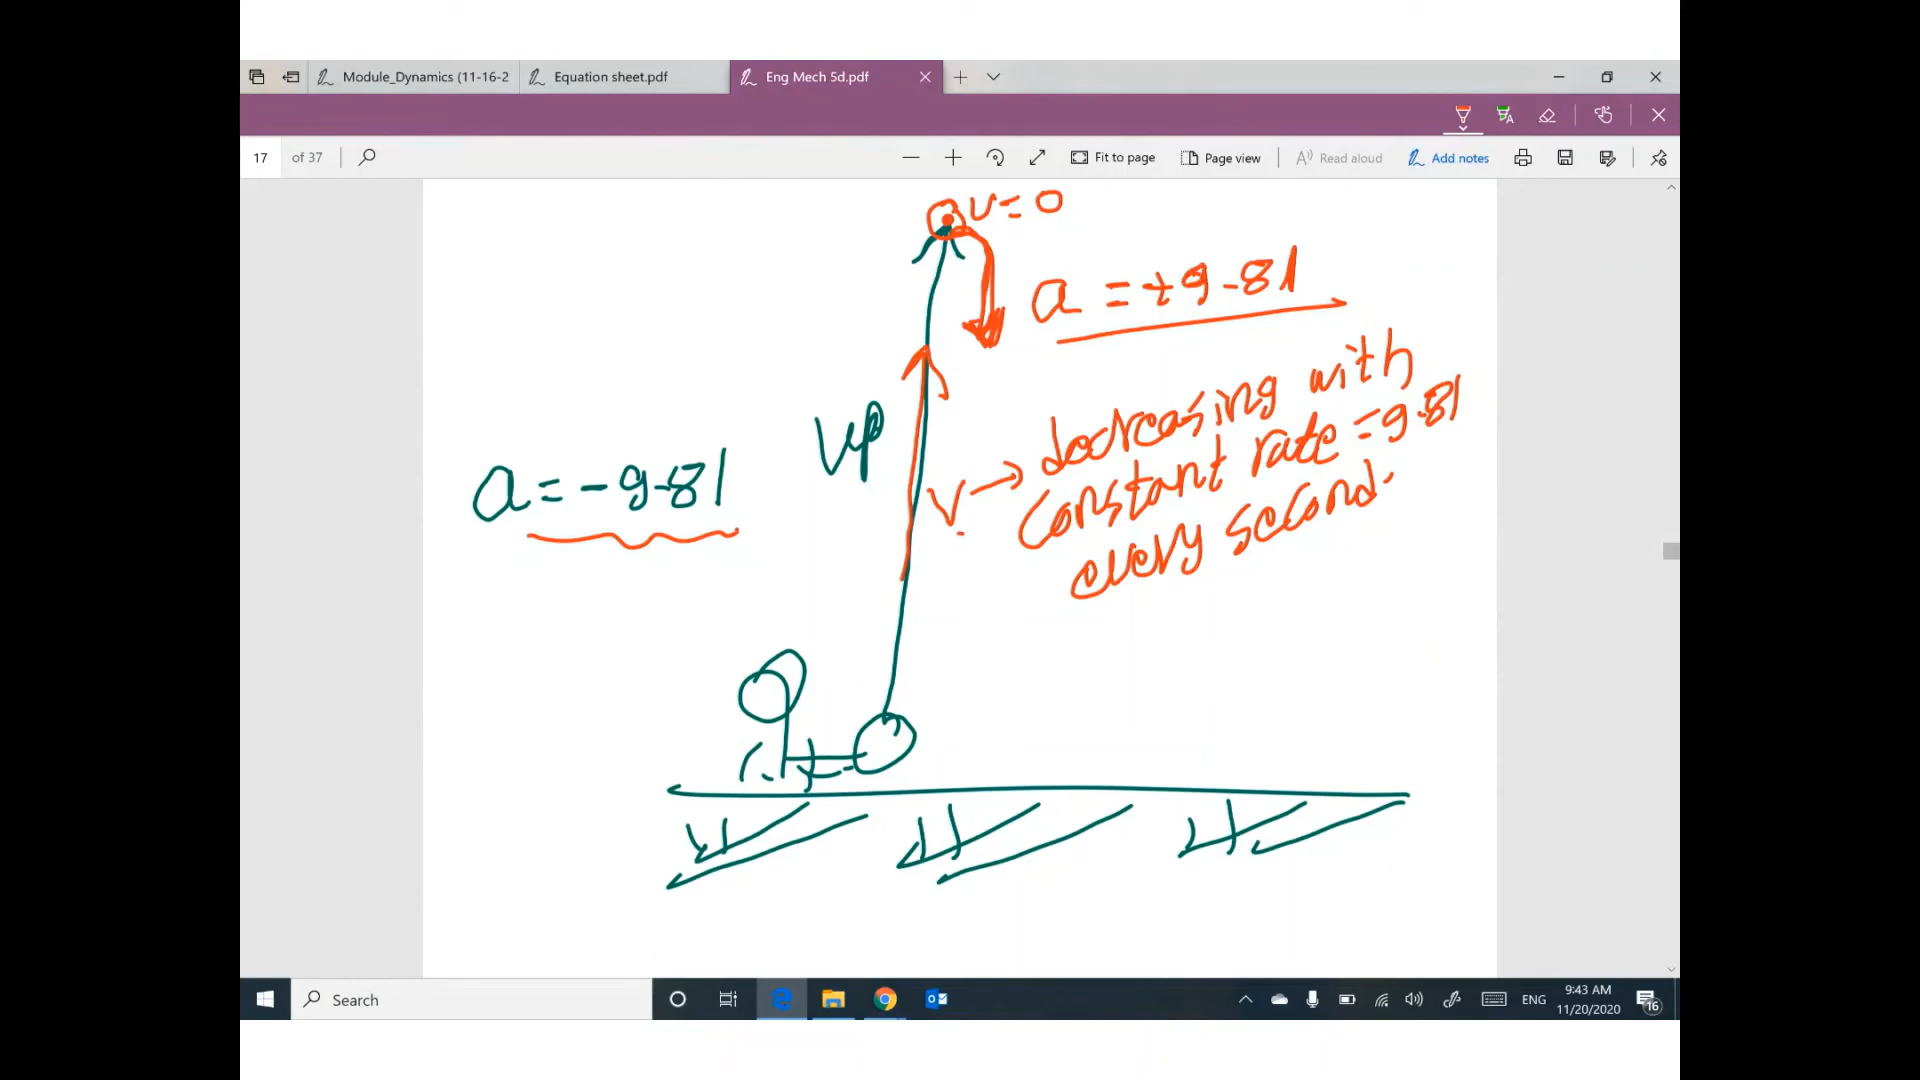 Module_Dynamics (11-16-2
Equation sheet.pdf
Eng Mech 5d.pdf
17 of 37
Fit to page
Page view
Read aloud
Add notes
v=0
a = +9.81
decreasing with
constant rate = 9.81
every second.
V →
Up
a = -9.81
Search
ENG
9:43 AM
11/20/2020
16